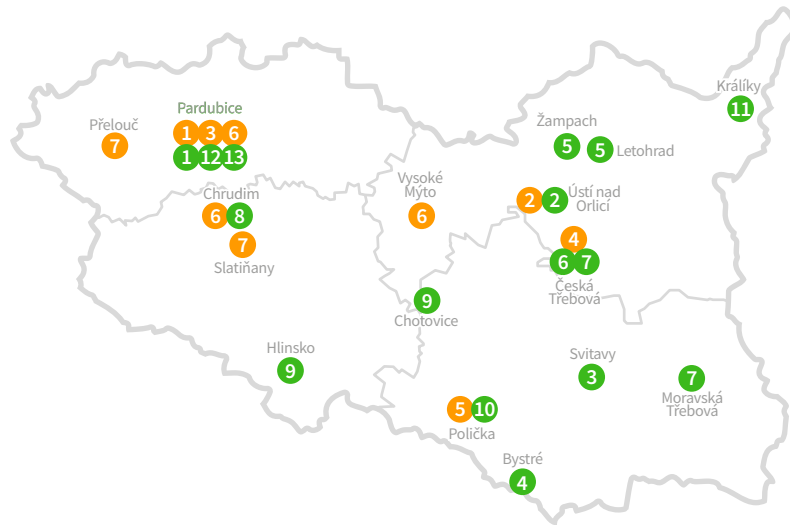 Králíky
11
Pardubice
Přelouč
1 3 6
7
1 12 13
Žampach
5
5 Letohrad
Chrudim
6 8
7
Slatiňany
Vysoké
Mýto
6
2 2 Ústí nad
Orlicí
4
6 7
Česká
Třebová
9
Chotovice
Hlinsko
9
Svitavy
3
7
Moravská
Třebová
5 10
Polička
Bystré
4